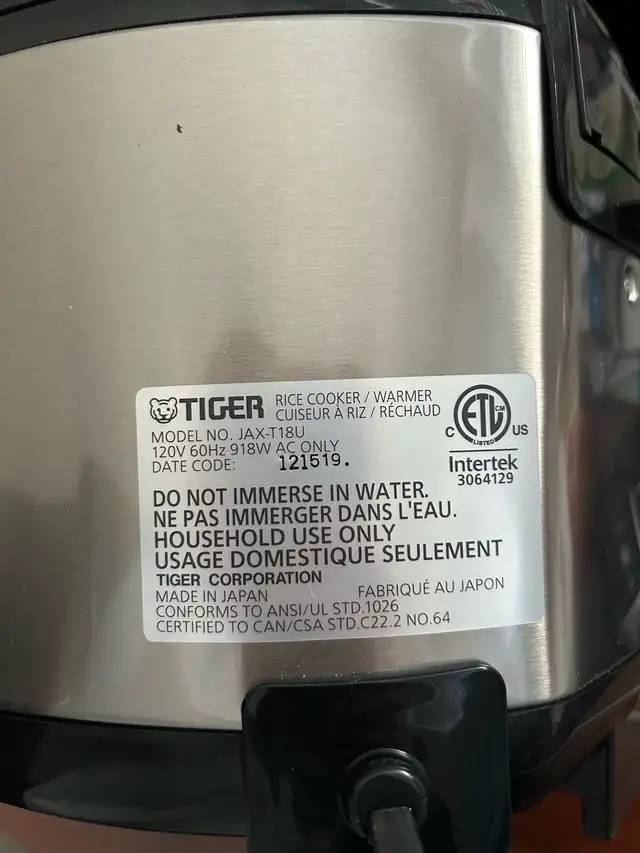 TIGER RICE COOKER / WARMER
CUISEUR À RIZ / RÉCHAUD
MODEL NO. JAX-T18U
120V 60Hz 918W AC ONLY
DATE CODE: 121519.
C ETL CM US
LISTED
Intertek
3064129
DO NOT IMMERSE IN WATER.
NE PAS IMMERGER DANS L'EAU.
HOUSEHOLD USE ONLY
USAGE DOMESTIQUE SEULEMENT
TIGER CORPORATION
MADE IN JAPAN FABRIQUÉ AU JAPON
CONFORMS TO ANSI/UL STD.1026
CERTIFIED TO CAN/CSA STD.C22.2 NO.64